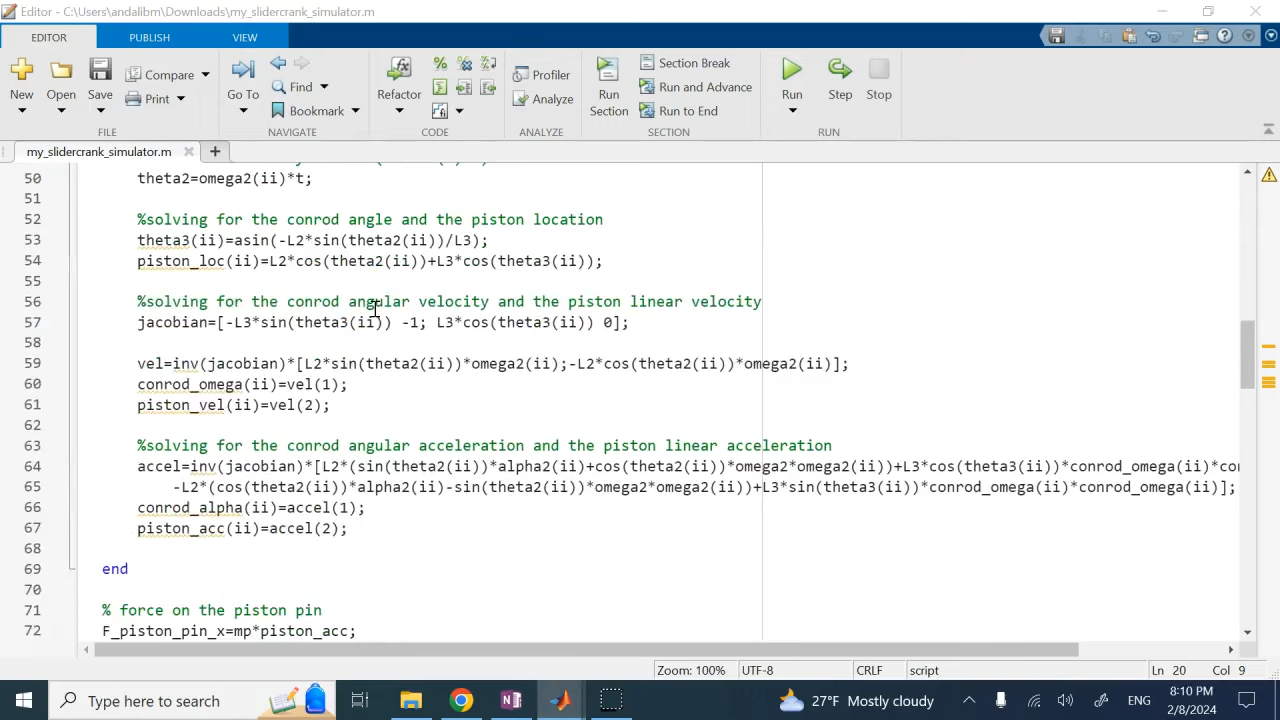 Editor - C:\Users\andalibm\Downloads\my_slidercrank_simulator.m
EDITOR PUBLISH VIEW
New Open Save Compare Print
Go To Find Bookmark
Refactor
Profiler Analyze
Run Section
Section Break
Run and Advance
Run to End
Run Step Stop
FILE NAVIGATE CODE ANALYZE SECTION RUN
my_slidercrank_simulator.m
50 theta2=omega2(ii)*t;
51
52 %solving for the conrod angle and the piston location
53 theta3(ii)=asin(-L2*sin(theta2(ii))/L3);
54 piston_loc(ii)=L2*cos(theta2(ii))+L3*cos(theta3(ii));
55
56 %solving for the conrod angular velocity and the piston linear velocity
57 jacobian=[-L3*sin(theta3(ii)) -1; L3*cos(theta3(ii)) 0];
58
59 vel=inv(jacobian)*[L2*sin(theta2(ii))*omega2(ii);-L2*cos(theta2(ii))*omega2(ii)];
60 conrod_omega(ii)=vel(1);
61 piston_vel(ii)=vel(2);
62
63 %solving for the conrod angular acceleration and the piston linear acceleration
64 accel=inv(jacobian)*[L2*(sin(theta2(ii))*alpha2(ii)+cos(theta2(ii))*omega2*omega2(ii))+L3*cos(theta3(ii))*conrod_omega(ii)*con
65 -L2*(cos(theta2(ii))*alpha2(ii)-sin(theta2(ii))*omega2*omega2(ii))+L3*sin(theta3(ii))*conrod_omega(ii)*conrod_omega(ii)];
66 conrod_alpha(ii)=accel(1);
67 piston_acc(ii)=accel(2);
68
69 end
70
71 % force on the piston pin
72 F_piston_pin_x=mp*piston_acc;
Zoom: 100% UTF-8 CRLF script Ln 20 Col 9
Type here to search
27°F Mostly cloudy
ENG
8:10 PM
2/8/2024